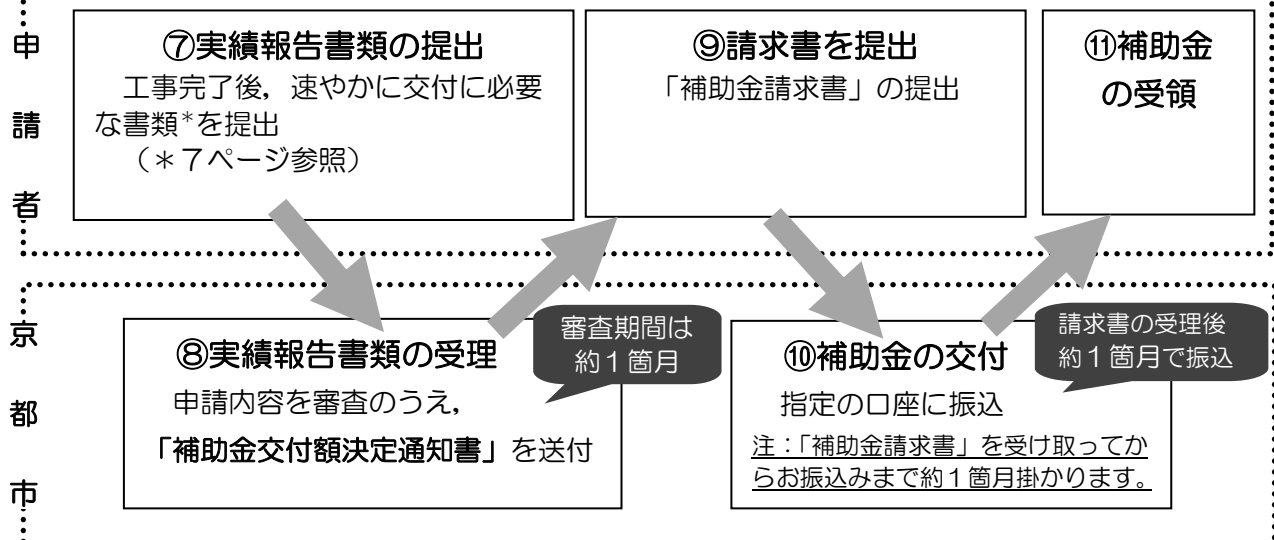 申請者
⑦実績報告書類の提出
工事完了後,速やかに交付に必要
な書類*を提出
(*7ページ参照)
⑨請求書を提出
「補助金請求書」の提出
⑪補助金
の受領
京都市
⑧実績報告書類の受理
申請内容を審査のうえ,
「補助金交付額決定通知書」を送付
審査期間は
約1箇月
⑩補助金の交付
指定の口座に振込
注:「補助金請求書」を受け取ってか
らお振込みまで約1箇月掛かります。
請求書の受理後
約1箇月で振込